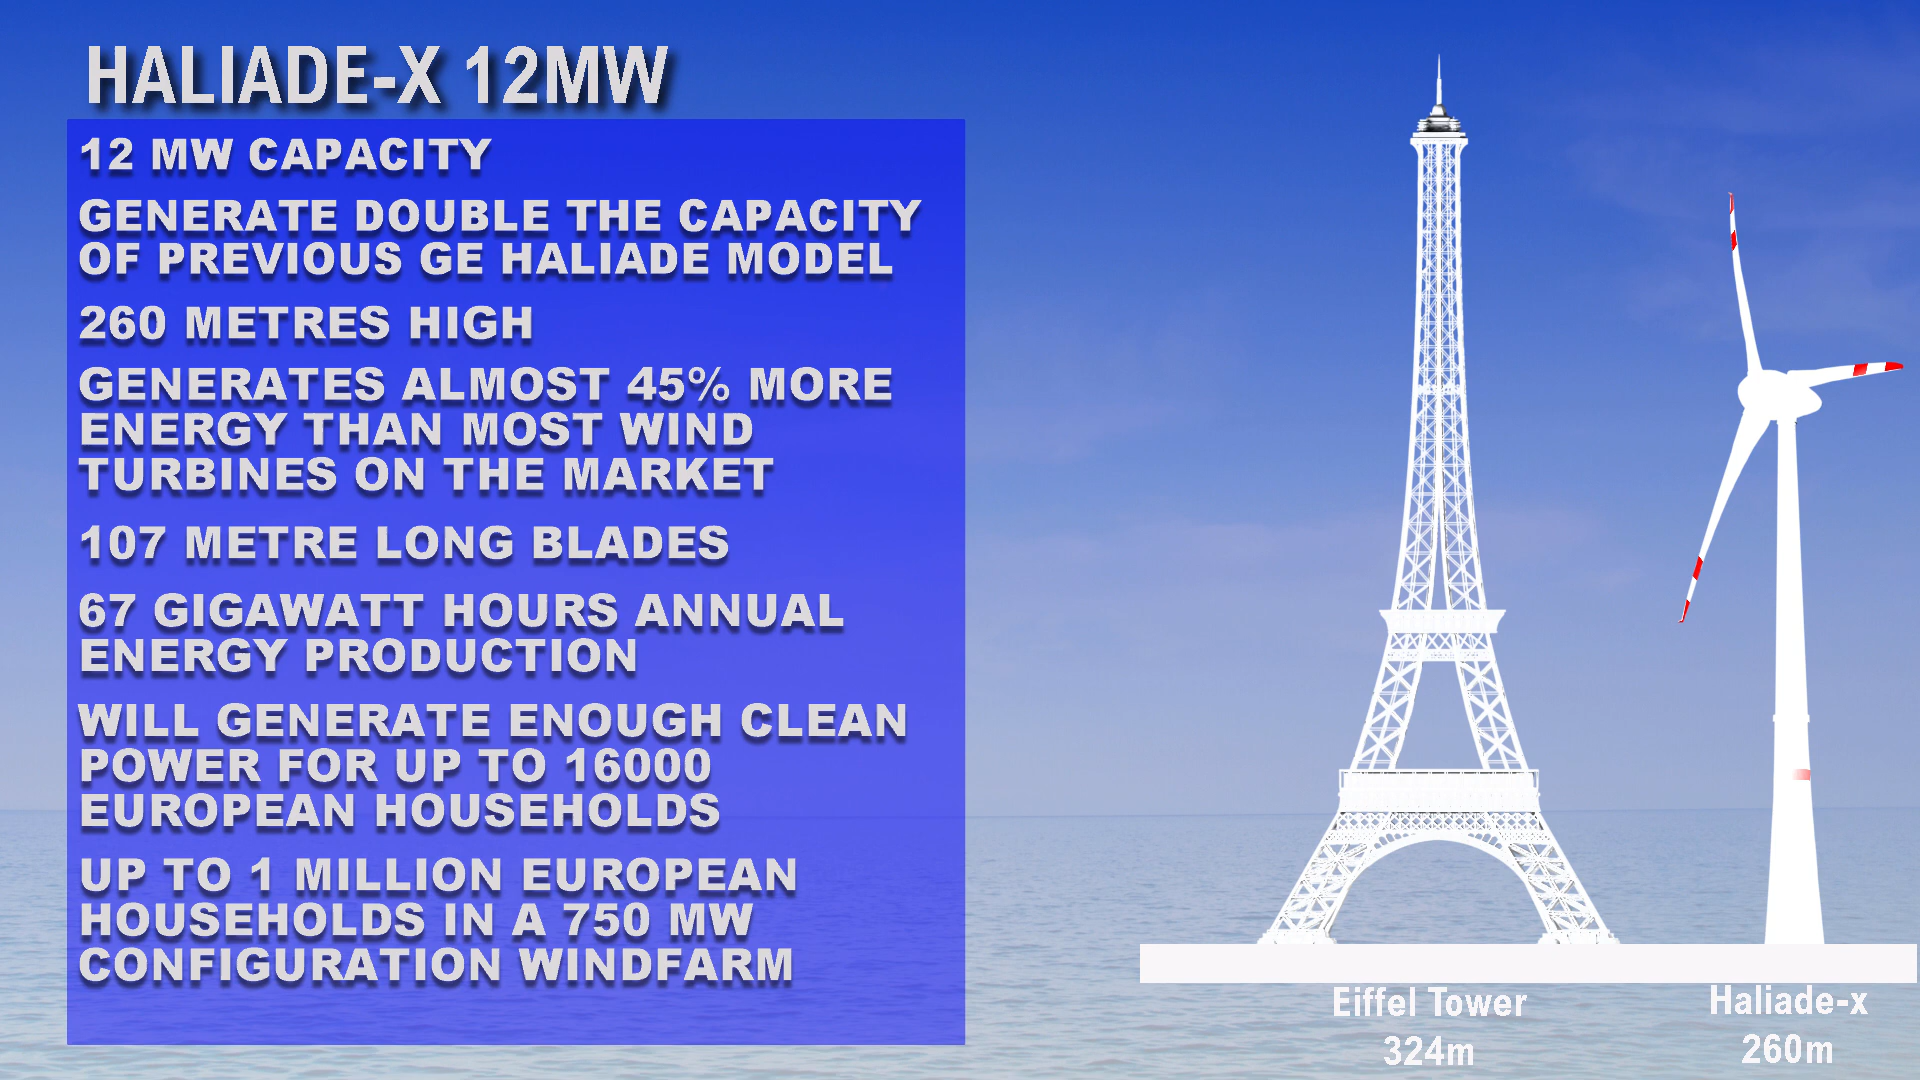 HALIADE-X 12MW
12 MW CAPACITY
GENERATE DOUBLE THE CAPACITY
OF PREVIOUS GE HALIADE MODEL
260 METRES HIGH
GENERATES ALMOST 45% MORE
ENERGY THAN MOST WIND
TURBINES ON THE MARKET
107 METRE LONG BLADES
67 GIGAWATT HOURS ANNUAL
ENERGY PRODUCTION
WILL GENERATE ENOUGH CLEAN
POWER FOR UP TO 16000
EUROPEAN HOUSEHOLDS
UP TO 1 MILLION EUROPEAN
HOUSEHOLDS IN A 750 MW
CONFIGURATION WINDFARM
Eiffel Tower
324m
Haliade-x
260m